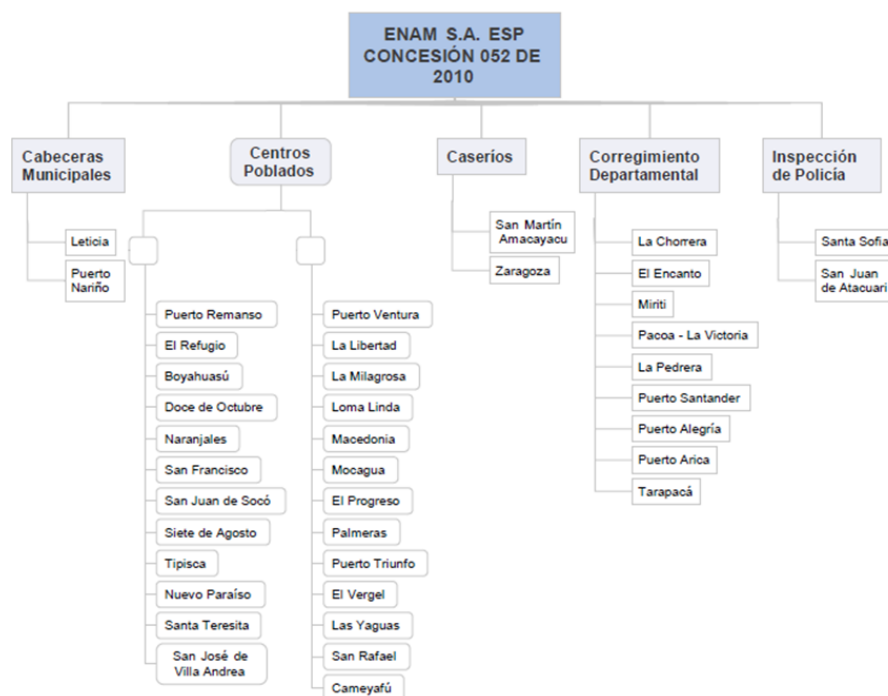 ENAM S.A. ESP
CONCESIÓN 052 DE
2010
Cabeceras
Municipales
Leticia
Puerto
Nariño
Centros
Poblados
Puerto Remanso
El Refugio
Boyahuasú
Doce de Octubre
Naranjales
San Francisco
San Juan de Socó
Siete de Agosto
Tipisca
Nuevo Paraíso
Santa Teresita
San José de
Villa Andrea
Puerto Ventura
La Libertad
La Milagrosa
Loma Linda
Macedonia
Mocagua
El Progreso
Palmeras
Puerto Triunfo
El Vergel
Las Yaguas
San Rafael
Cameyafú
Caseríos
San Martín
Amacayacu
Zaragoza
Corregimiento
Departamental
La Chorrera
El Encanto
Miriti
Pacoa - La Victoria
La Pedrera
Puerto Santander
Puerto Alegría
Puerto Arica
Tarapacá
Inspección
de Policía
Santa Sofia
San Juan
de Atacuari